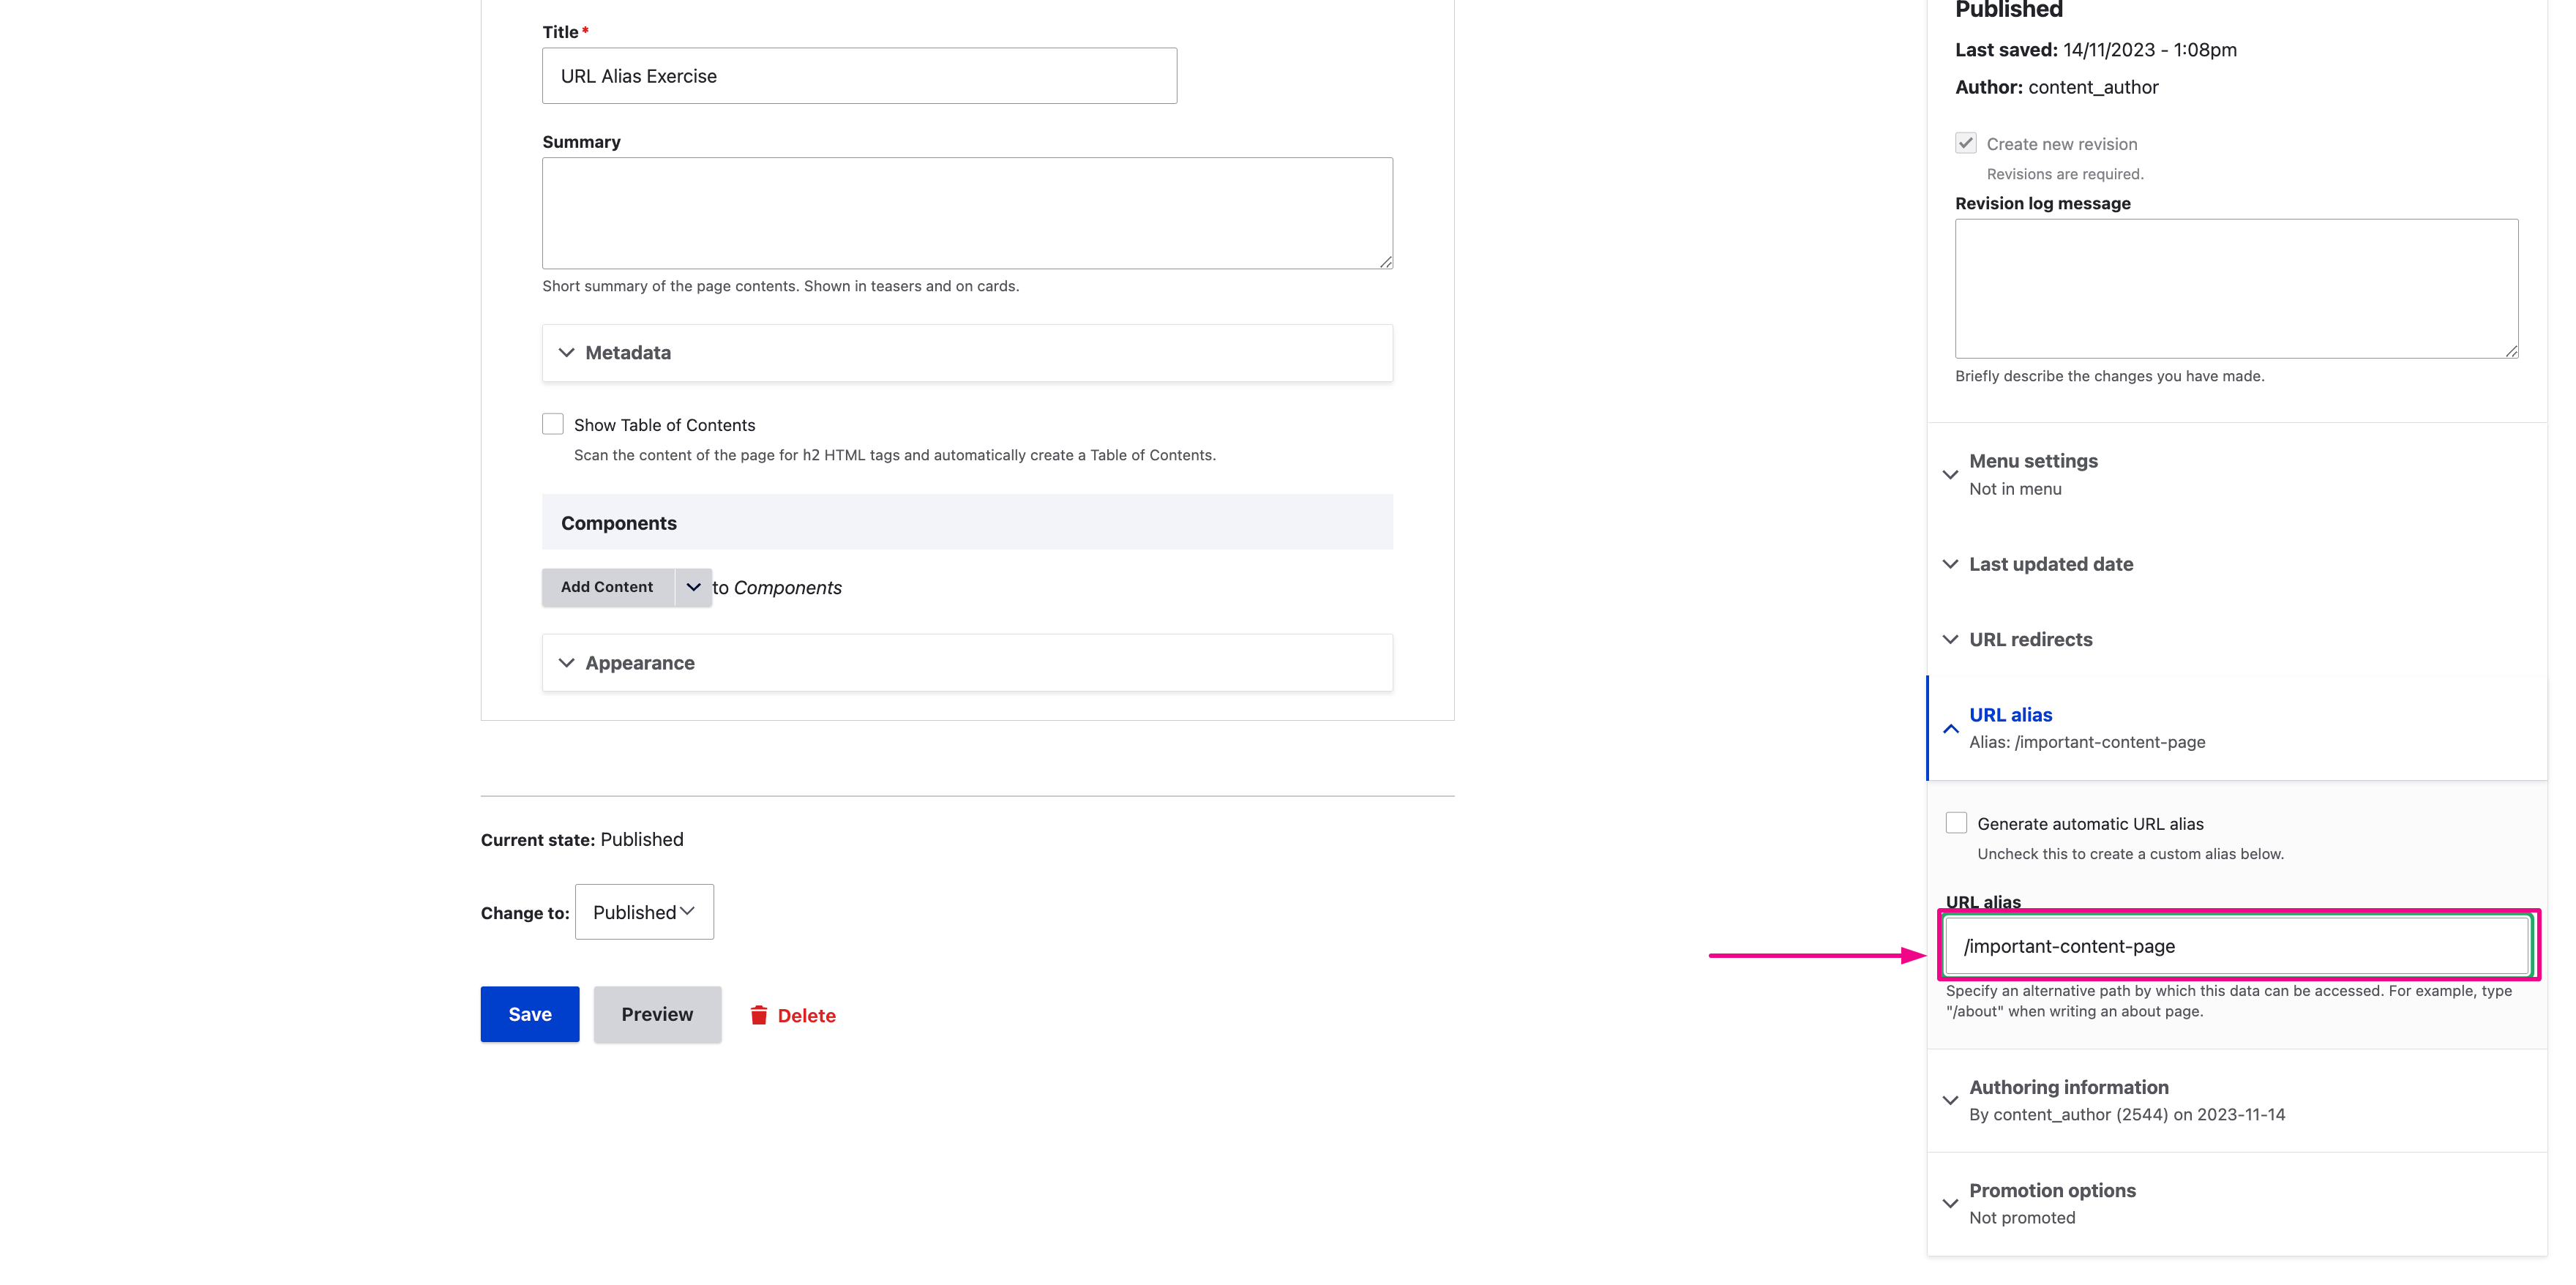 Title*
URL Alias Exercise
Summary
Short summary of the page contents. Shown in teasers and on cards.
Metadata
Show Table of Contents
Scan the content of the page for h2 HTML tags and automatically create a Table of Contents.
Components
Add Content to Components
Appearance
Current state: Published
Change to: Published
Save Preview Delete
Published
Last saved: 14/11/2023 - 1:08pm
Author: content_author
Create new revision
Revisions are required.
Revision log message
Briefly describe the changes you have made.
Menu settings
Not in menu
Last updated date
URL redirects
URL alias
Alias: /important-content-page
Generate automatic URL alias
Uncheck this to create a custom alias below.
URL alias
/important-content-page
Specify an alternative path by which this data can be accessed. For example, type
"/about" when writing an about page.
Authoring information
By content_author (2544) on 2023-11-14
Promotion options
Not promoted